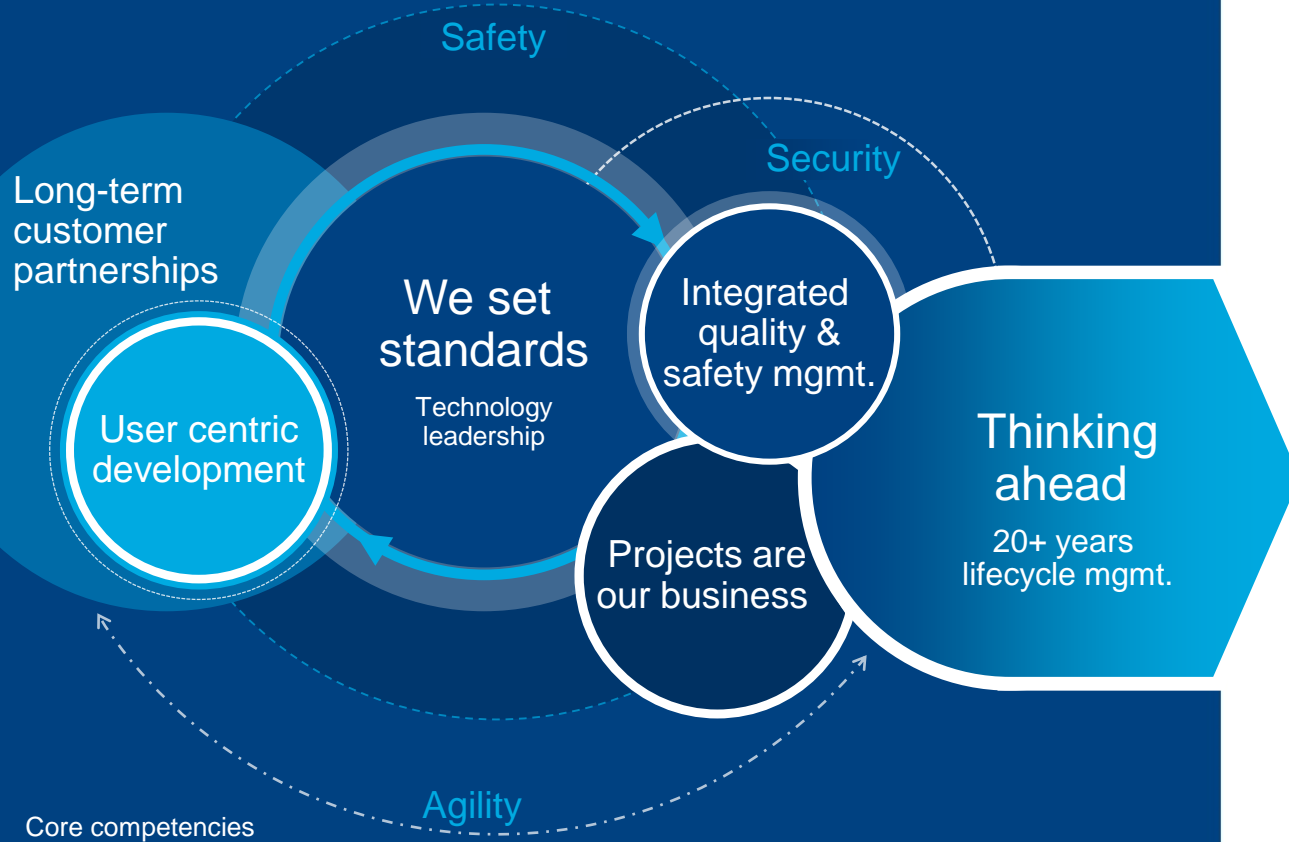 Safety
Security
Long-term
customer
partnerships
We set
standards
Technology
leadership
Integrated
quality &
safety mgmt.
User centric
development
Thinking
ahead
20+ years
lifecycle mgmt.
Projects are
our business
Agility
Core competencies